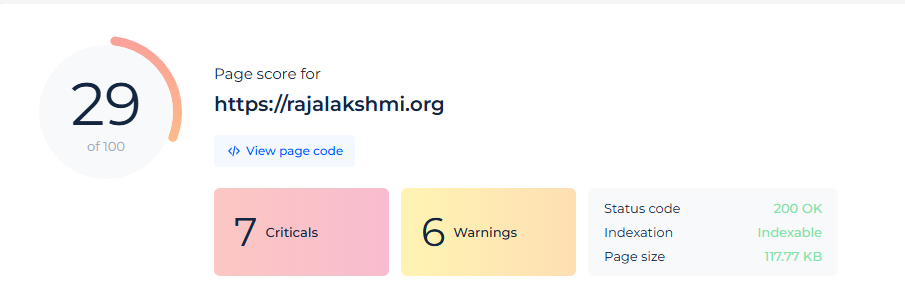 29
of 100
Page score for
https://rajalakshmi.org
</> View page code
7 Criticals
6 Warnings
Status code 200 OK
Indexation Indexable
Page size 117.77 KB